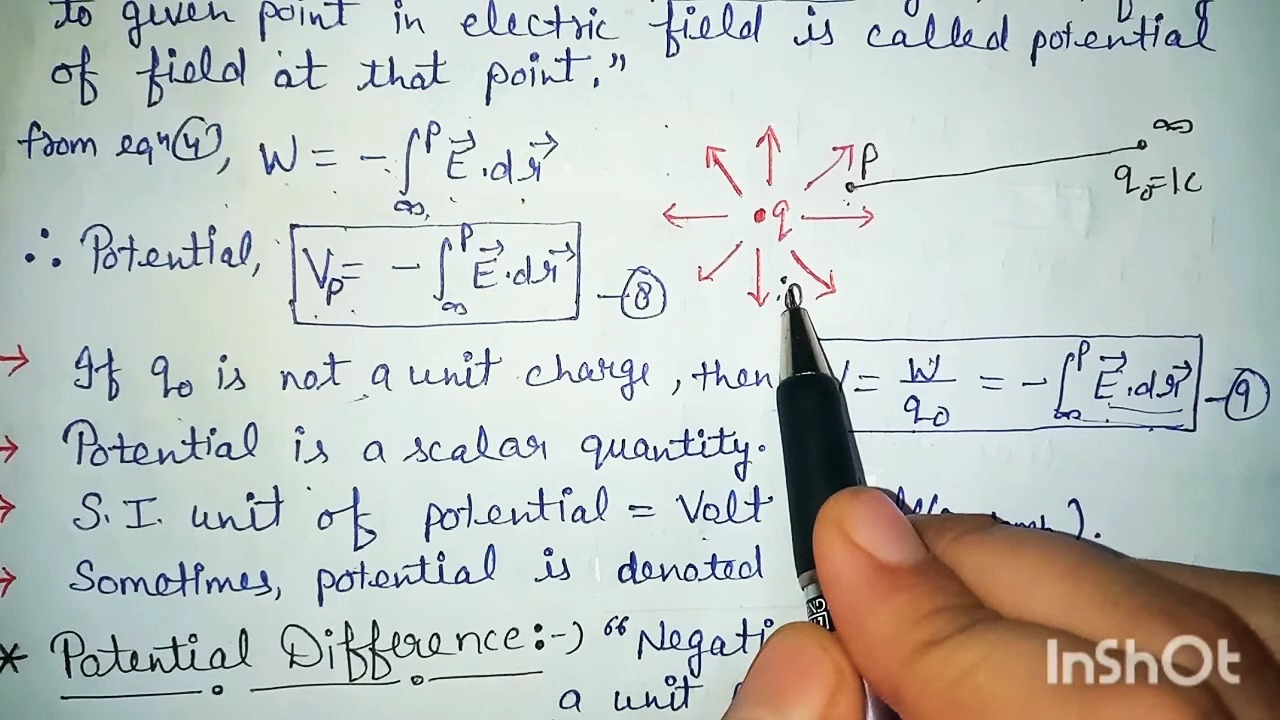 to given point in electric field is called potential
of field at that point."
from eqⁿ (4), W = - ∫_∞^P E⃗ . dr⃗
P
∞
q₀=1C
q
∴ Potential, V_P = - ∫_∞^P E⃗ . dr⃗ — (8)
→ If q₀ is not a unit charge, then = W/q₀ = - ∫_∞^P E⃗ . dr⃗ — (9)
→ Potential is a scalar quantity.
→ S.I. unit of potential = Volt ).
→ Sometimes, potential is denoted
* Potential Difference:-) "Negati
a unit
InShOt